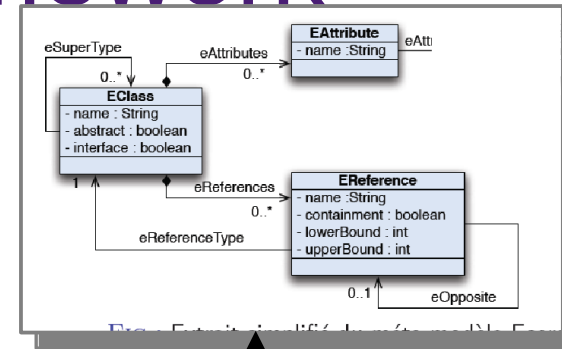 eSuperType
0..*
eAttributes
0..*
EAttribute
- name :String
eAttr
EClass
- name : String
- abstract : boolean
- interface : boolean
1
eReferences
0..*
eReferenceType
EReference
- name :String
- containment : boolean
- lowerBound : int
- upperBound : int
0..1
eOpposite